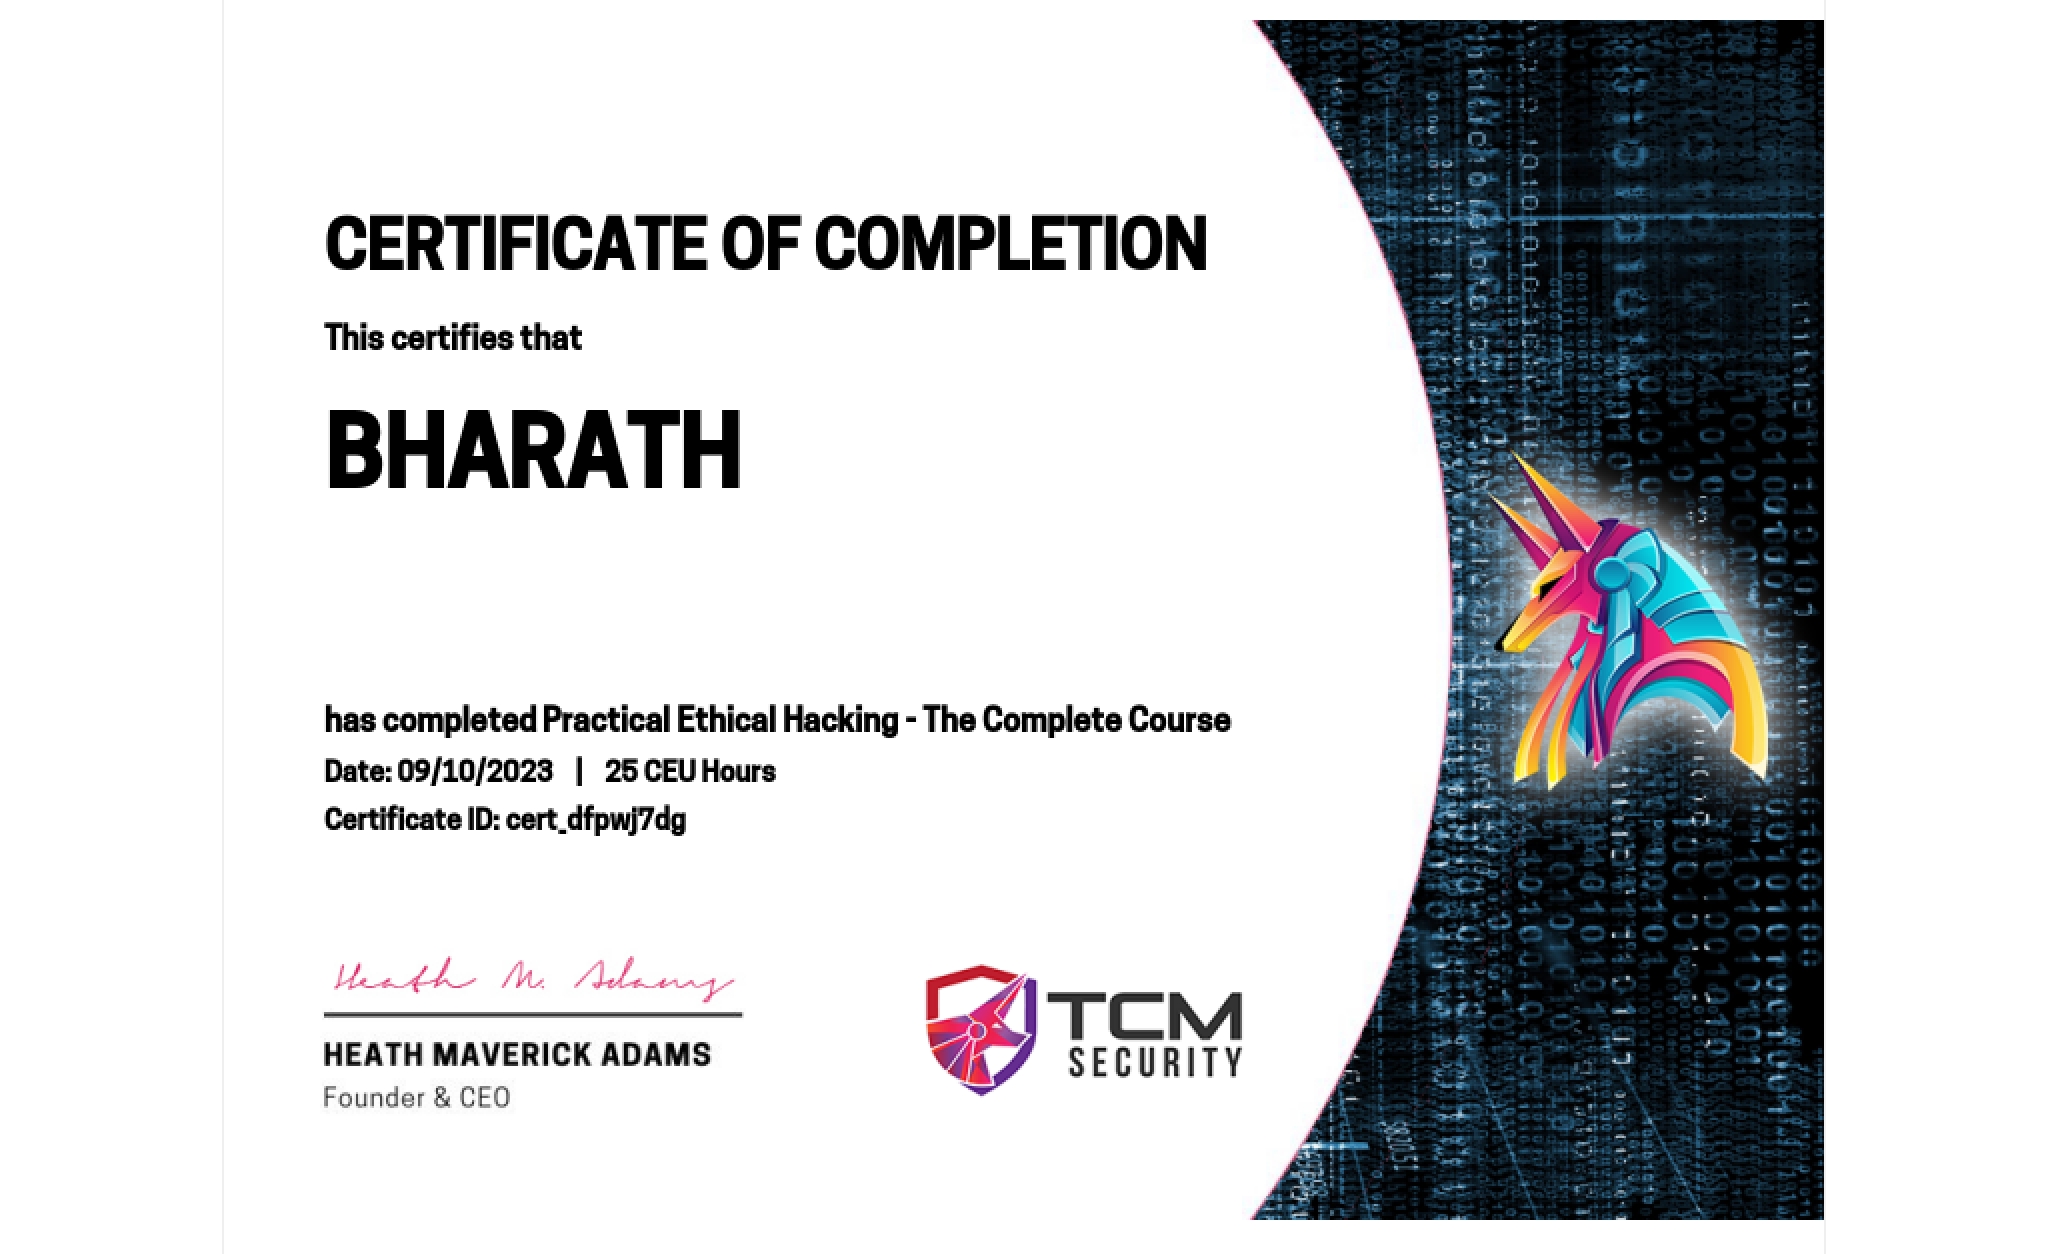 CERTIFICATE OF COMPLETION
This certifies that
BHARATH
has completed Practical Ethical Hacking - The Complete Course
Date: 09/10/2023 | 25 CEU Hours
Certificate ID: cert_dfpwj7dg
Heath M. Adams
HEATH MAVERICK ADAMS
Founder & CEO
TCM
SECURITY